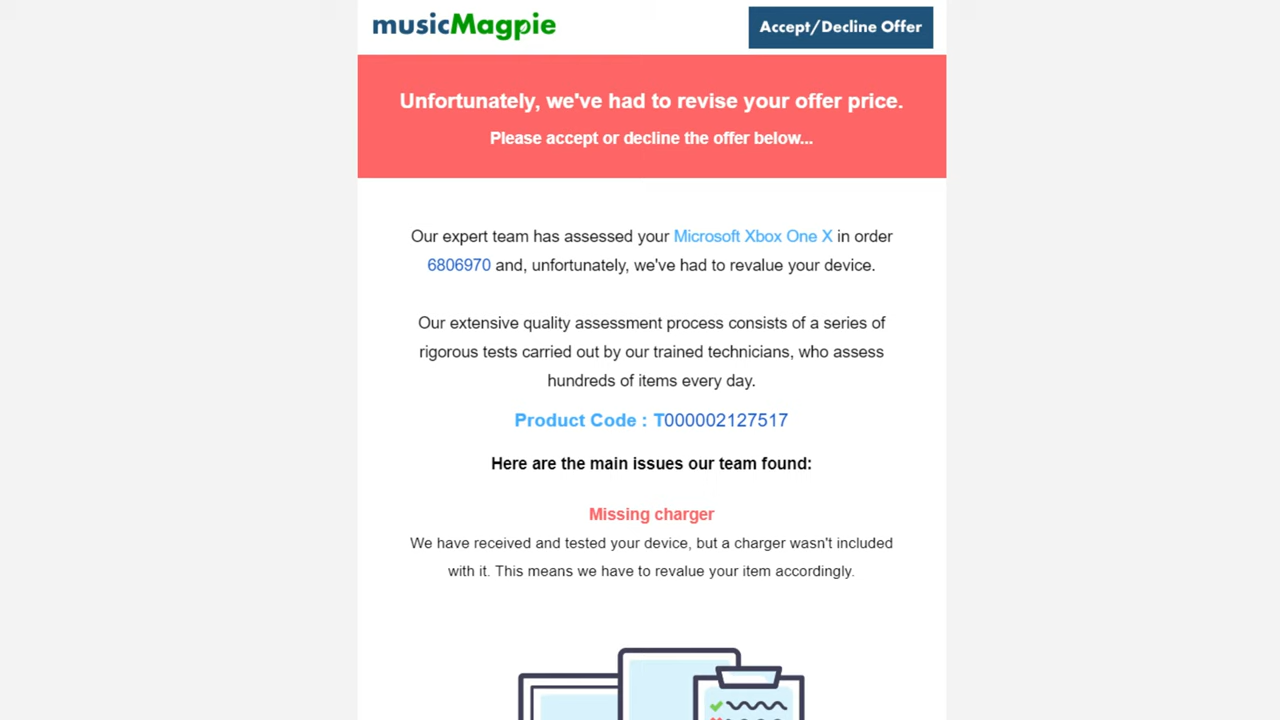 musicMagpie
Accept/Decline Offer
Unfortunately, we've had to revise your offer price.
Please accept or decline the offer below...
Our expert team has assessed your Microsoft Xbox One X in order
6806970 and, unfortunately, we've had to revalue your device.
Our extensive quality assessment process consists of a series of
rigorous tests carried out by our trained technicians, who assess
hundreds of items every day.
Product Code : T000002127517
Here are the main issues our team found:
Missing charger
We have received and tested your device, but a charger wasn't included
with it. This means we have to revalue your item accordingly.